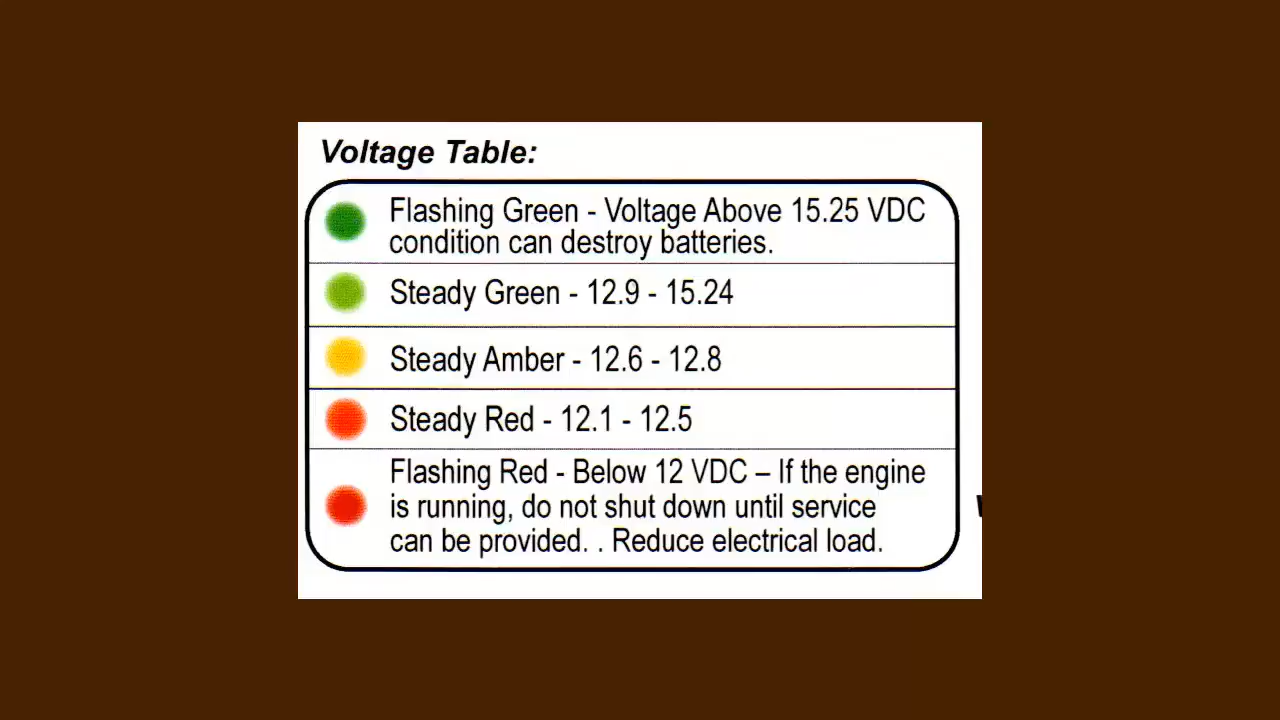 Voltage Table:
Flashing Green - Voltage Above 15.25 VDC
condition can destroy batteries.
Steady Green - 12.9 - 15.24
Steady Amber - 12.6 - 12.8
Steady Red - 12.1 - 12.5
Flashing Red - Below 12 VDC – If the engine
is running, do not shut down until service
can be provided. . Reduce electrical load.